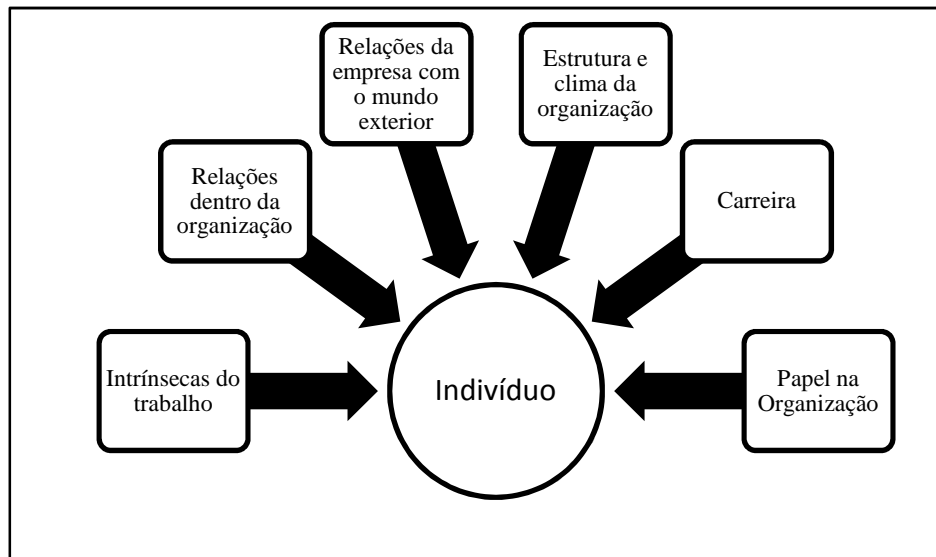 Relações da
empresa com
o mundo
exterior
Estrutura e
clima da
organização
Relações
dentro da
organização
Carreira
Intrínsecas do
trabalho
Indivíduo
Papel na
Organização